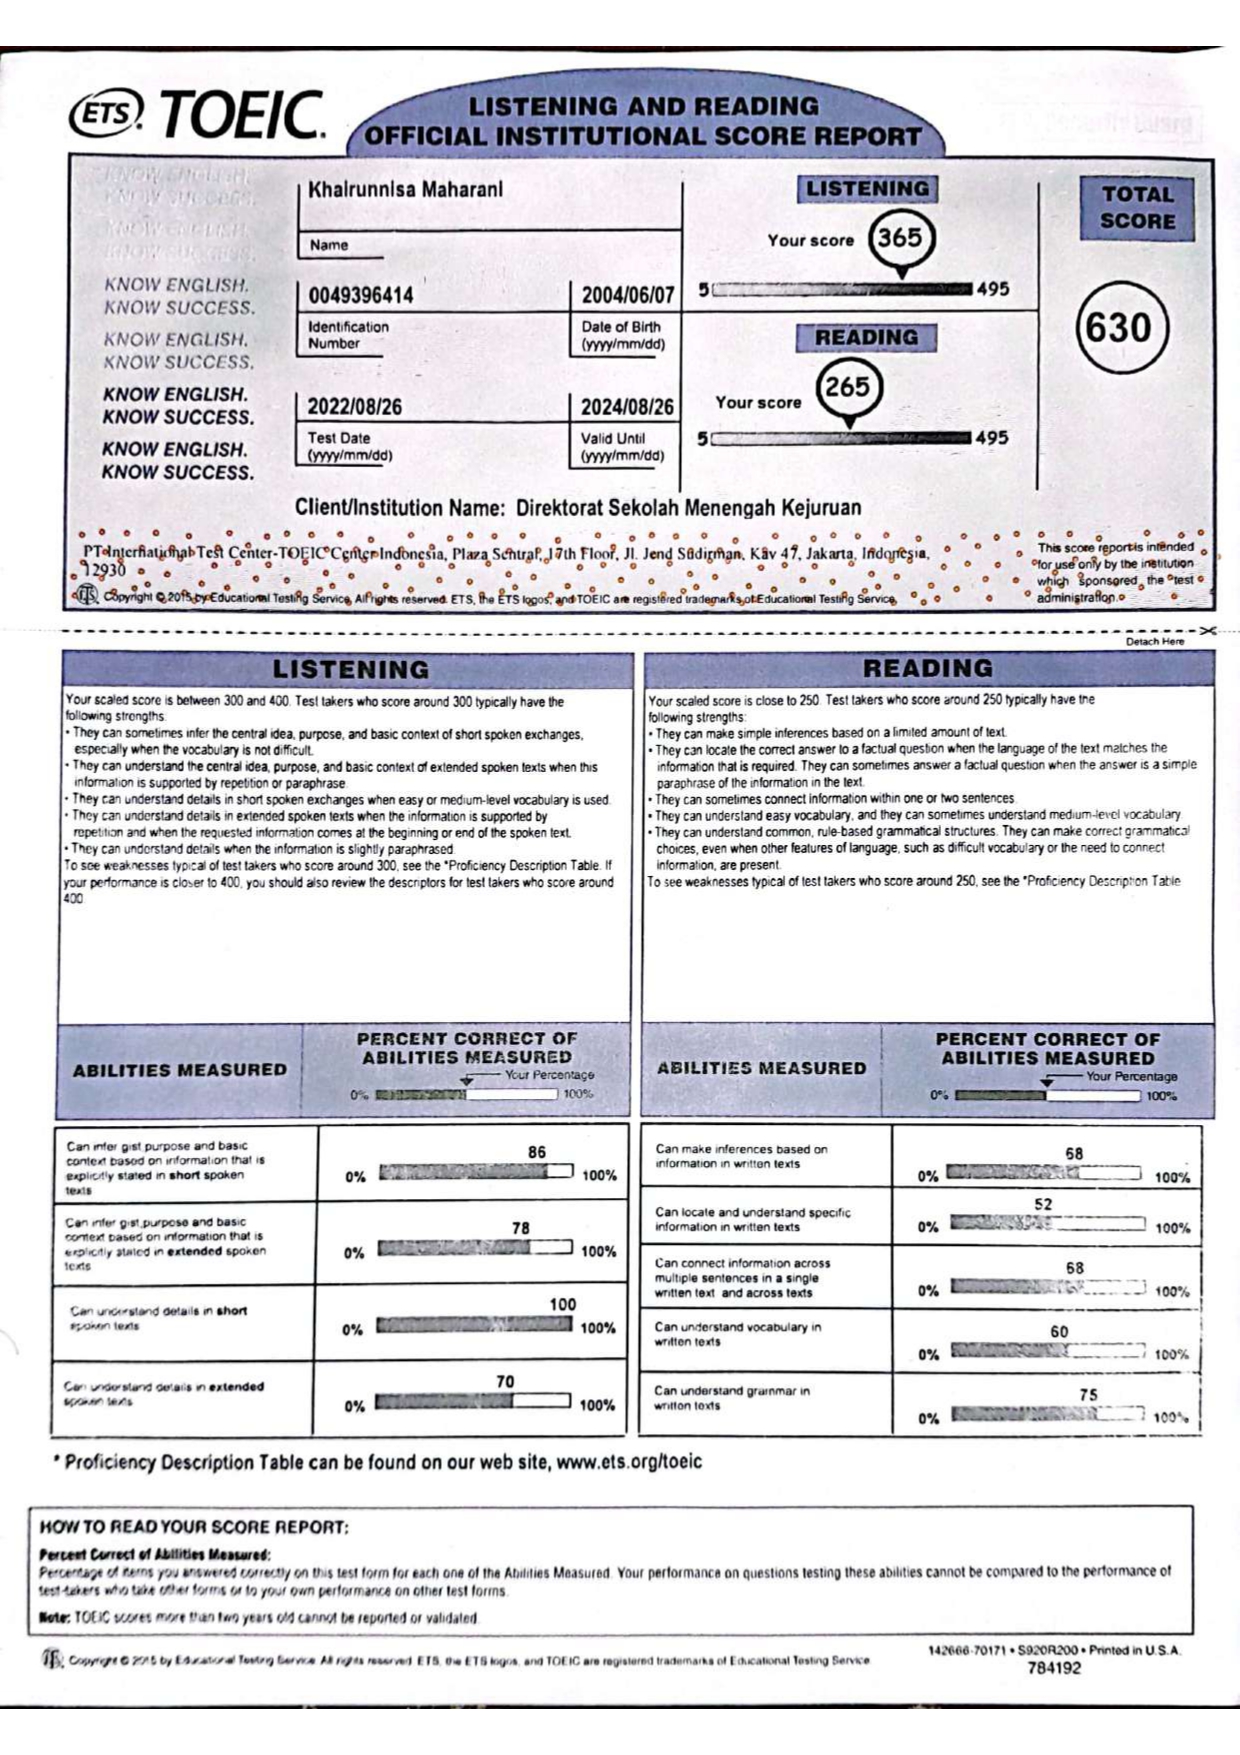 ETS. TOEIC.
LISTENING AND READING
OFFICIAL INSTITUTIONAL SCORE REPORT
KNOW ENGLISH.
KNOW SUCCESS.
KNOW ENGLISH.
KNOW SUCCESS.
KNOW ENGLISH.
KNOW SUCCESS.
KNOW ENGLISH.
KNOW SUCCESS.
KNOW ENGLISH.
KNOW SUCCESS.
KNOW ENGLISH.
KNOW SUCCESS.
Khairunnisa Maharani
Name
0049396414
2004/06/07
Identification
Number
Date of Birth
(yyyy/mm/dd)
2022/08/26
2024/08/26
Test Date
(yyyy/mm/dd)
Valid Until
(yyyy/mm/dd)
LISTENING
Your score 365
5 495
READING
Your score 265
5 495
TOTAL
SCORE
630
Client/Institution Name: Direktorat Sekolah Menengah Kejuruan
PT International Test Center-TOEIC Center Indonesia, Plaza Sentral, 17th Floor, Jl. Jend Sudirman, Kav 47, Jakarta, Indonesia,
12930
Copyright © 2015 by Educational Testing Service. All rights reserved. ETS, the ETS logos, and TOEIC are registered trademarks of Educational Testing Service.
This score report is intended
for use only by the institution
which sponsored the test
administration.
Detach Here
LISTENING
Your scaled score is between 300 and 400. Test takers who score around 300 typically have the
following strengths:
• They can sometimes infer the central idea, purpose, and basic context of short spoken exchanges,
especially when the vocabulary is not difficult.
• They can understand the central idea, purpose, and basic context of extended spoken texts when this
information is supported by repetition or paraphrase.
• They can understand details in short spoken exchanges when easy or medium-level vocabulary is used.
• They can understand details in extended spoken texts when the information is supported by
repetition and when the requested information comes at the beginning or end of the spoken text.
• They can understand details when the information is slightly paraphrased.
To see weaknesses typical of test takers who score around 300, see the *Proficiency Description Table. If
your performance is closer to 400, you should also review the descriptors for test takers who score around
400.
READING
Your scaled score is close to 250. Test takers who score around 250 typically have the
following strengths:
• They can make simple inferences based on a limited amount of text.
• They can locate the correct answer to a factual question when the language of the text matches the
information that is required. They can sometimes answer a factual question when the answer is a simple
paraphrase of the information in the text.
• They can sometimes connect information within one or two sentences.
• They can understand easy vocabulary, and they can sometimes understand medium-level vocabulary.
• They can understand common, rule-based grammatical structures. They can make correct grammatical
choices, even when other features of language, such as difficult vocabulary or the need to connect
information, are present.
To see weaknesses typical of test takers who score around 250, see the *Proficiency Description Table
ABILITIES MEASURED
PERCENT CORRECT OF
ABILITIES MEASURED
Your Percentage
0% 100%
Can infer gist, purpose and basic
context based on information that is
explicitly stated in short spoken
texts
86
0% 100%
Can infer gist, purpose and basic
context based on information that is
explicitly stated in extended spoken
texts
78
0% 100%
Can understand details in short
spoken texts
100
0% 100%
Can understand details in extended
spoken texts
70
0% 100%
ABILITIES MEASURED
PERCENT CORRECT OF
ABILITIES MEASURED
Your Percentage
0% 100%
Can make inferences based on
information in written texts
68
0% 100%
Can locate and understand specific
information in written texts
52
0% 100%
Can connect information across
multiple sentences in a single
written text and across texts
68
0% 100%
Can understand vocabulary in
written texts
60
0% 100%
Can understand grammar in
written texts
75
0% 100%
* Proficiency Description Table can be found on our web site, www.ets.org/toeic
HOW TO READ YOUR SCORE REPORT:
Percent Correct of Abilities Measured:
Percentage of items you answered correctly on this test form for each one of the Abilities Measured. Your performance on questions testing these abilities cannot be compared to the performance of
test-takers who take other forms or to your own performance on other test forms.
Note: TOEIC scores more than two years old cannot be reported or validated.
Copyright © 2015 by Educational Testing Service. All rights reserved. ETS, the ETS logos, and TOEIC are registered trademarks of Educational Testing Service.
142666-70171 • S920R200 • Printed in U.S.A.
784192